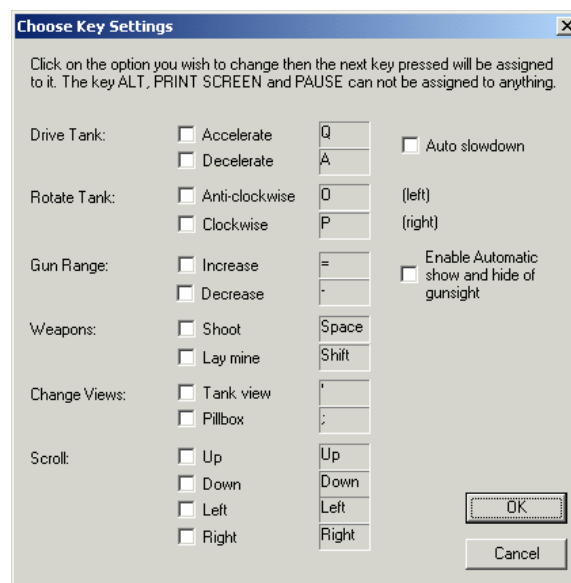 Choose Key Settings
Click on the option you wish to change then the next key pressed will be assigned
to it. The key ALT, PRINT SCREEN and PAUSE can not be assigned to anything.
Drive Tank: Accelerate Q
Decelerate A
Auto slowdown
Rotate Tank: Anti-clockwise O (left)
Clockwise P (right)
Gun Range: Increase =
Decrease -
Enable Automatic
show and hide of
gunsight
Weapons: Shoot Space
Lay mine Shift
Change Views: Tank view '
Pillbox ;
Scroll: Up Up
Down Down
Left Left
Right Right
OK
Cancel